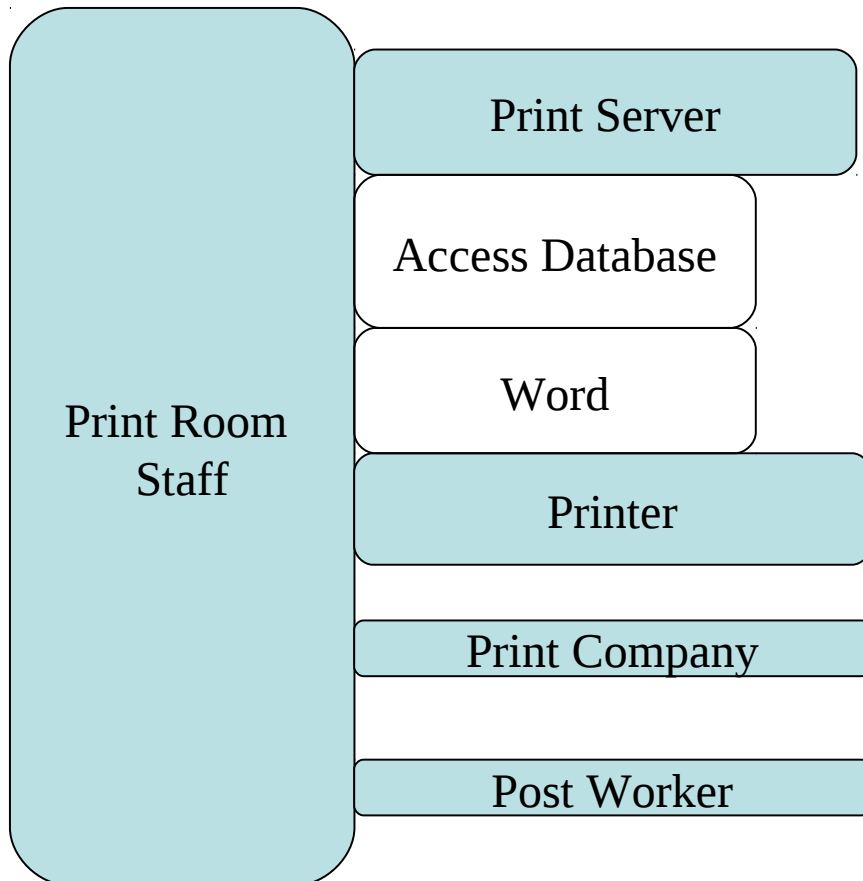 Print Server
Access Database
Word
Print Room
Staff
Printer
Print Company
Post Worker